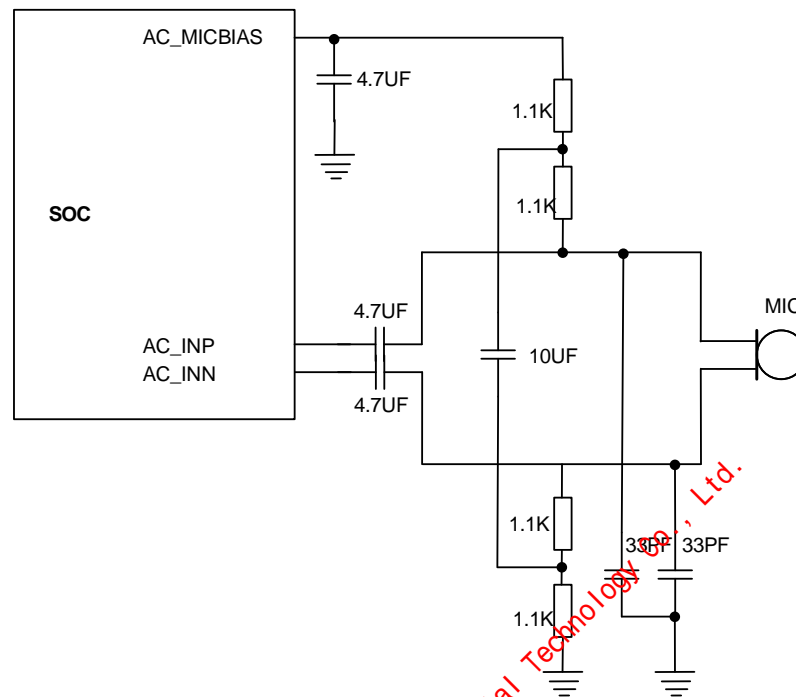 AC_MICBIAS
4.7UF
1.1K
1.1K
SOC
4.7UF
MIC
AC_INP
10UF
AC_INN
4.7UF
1.1K
33PF 33PF
1.1K
Technology Co., Ltd.